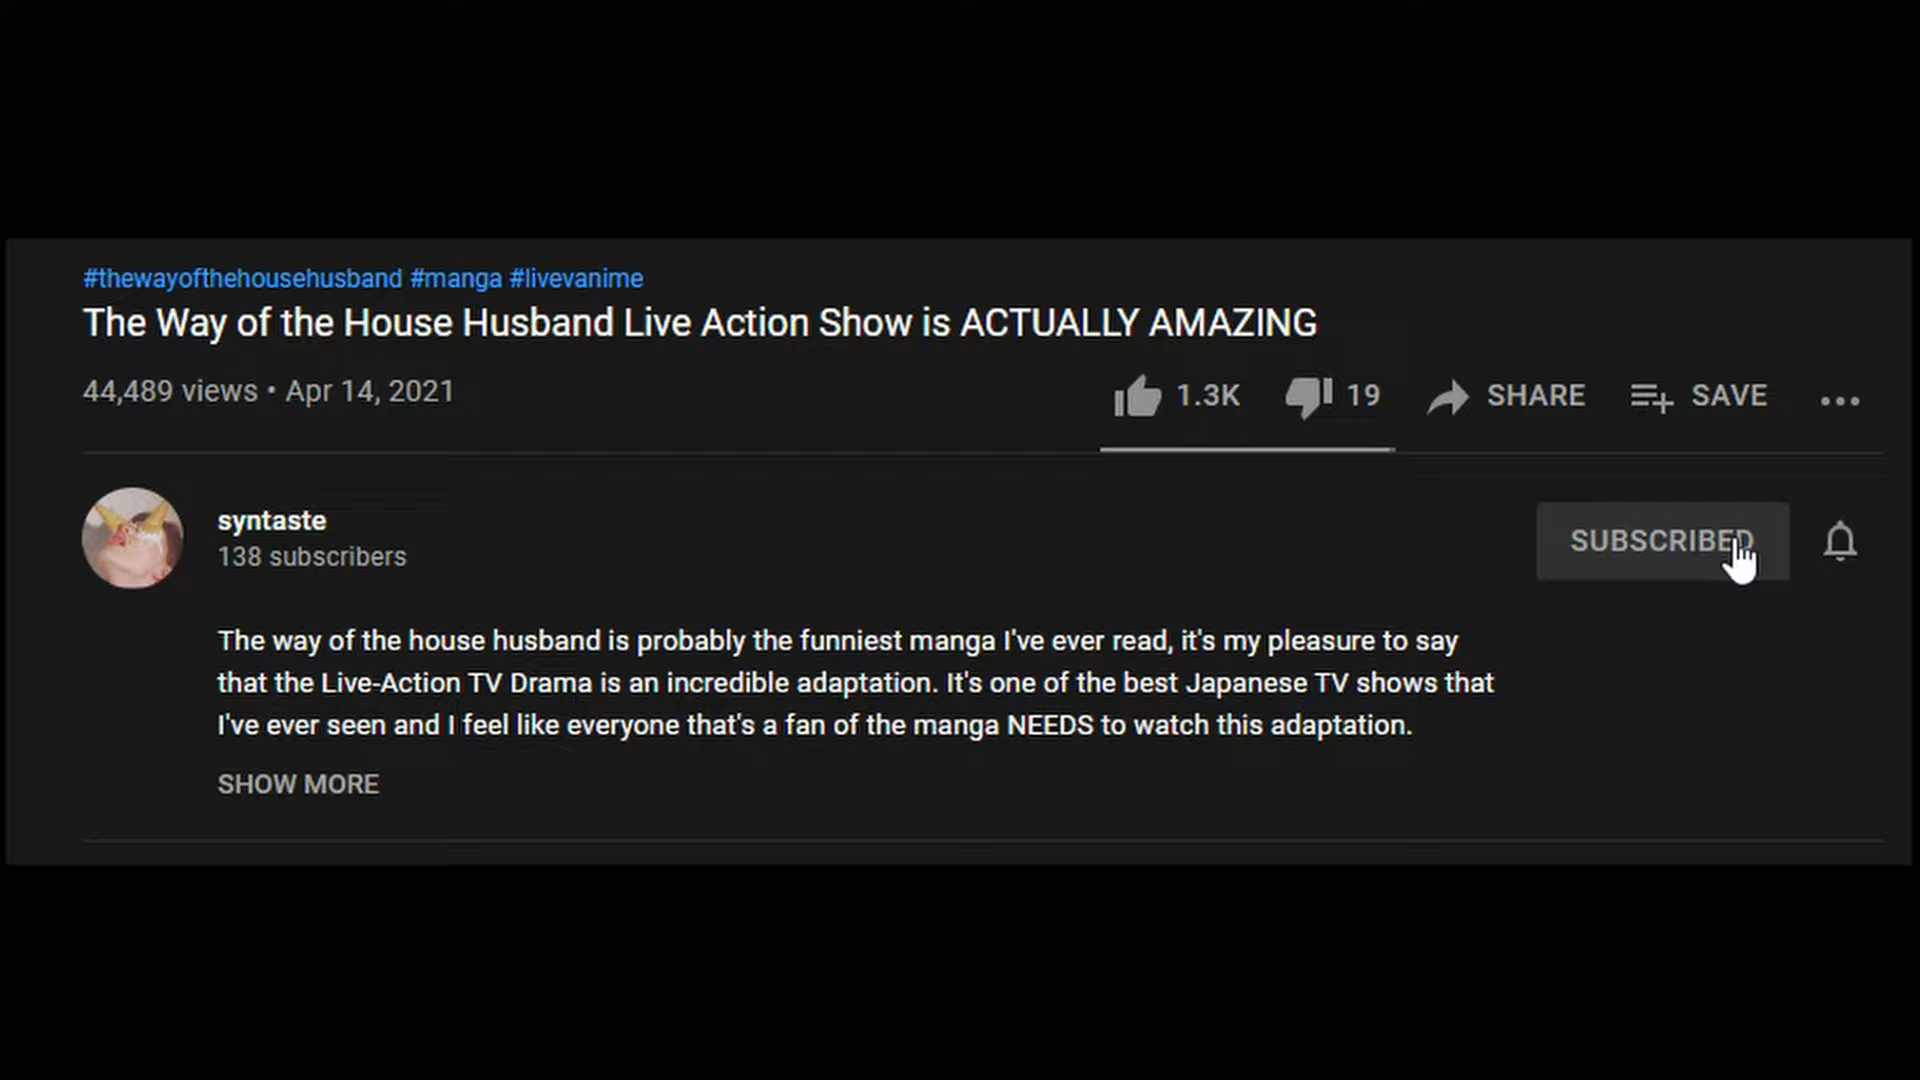 #thewayofthehousehusband #manga #livevanime
The Way of the House Husband Live Action Show is ACTUALLY AMAZING
44,489 views • Apr 14, 2021
1.3K 19 SHARE SAVE
syntaste
138 subscribers
SUBSCRIBED
The way of the house husband is probably the funniest manga I've ever read, it's my pleasure to say
that the Live-Action TV Drama is an incredible adaptation. It's one of the best Japanese TV shows that
I've ever seen and I feel like everyone that's a fan of the manga NEEDS to watch this adaptation.
SHOW MORE